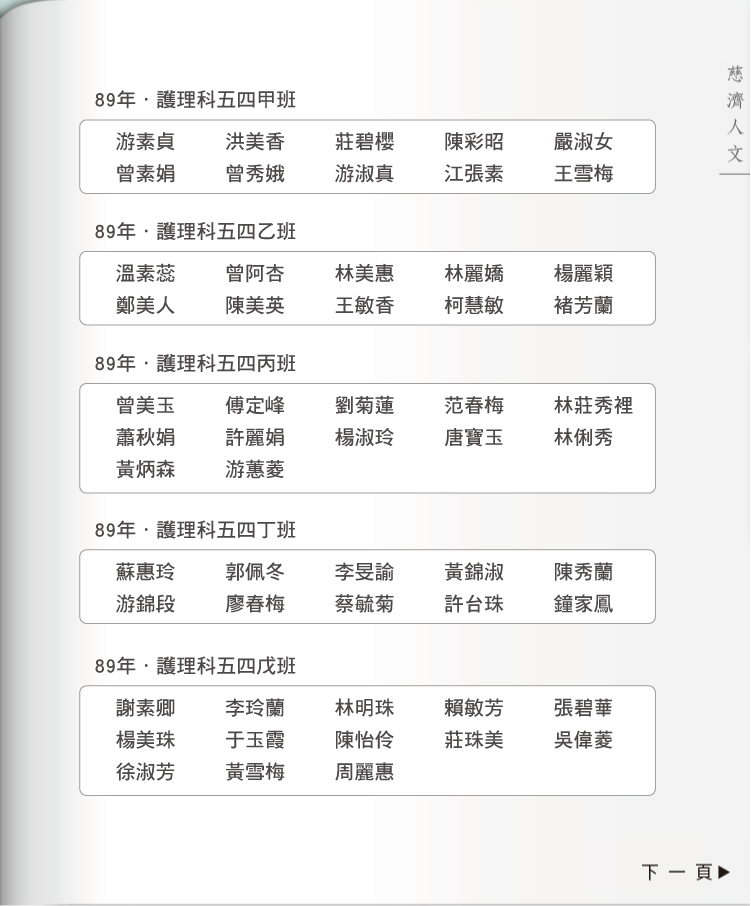 慈濟人文
89年・護理科五四甲班
游素貞 洪美香 莊碧櫻 陳彩昭 嚴淑女
曾素娟 曾秀娥 游淑真 江張素 王雪梅
89年・護理科五四乙班
溫素蕊 曾阿杏 林美惠 林麗嬌 楊麗穎
鄭美人 陳美英 王敏香 柯慧敏 褚芳蘭
89年・護理科五四丙班
曾美玉 傅定峰 劉菊蓮 范春梅 林莊秀裡
蕭秋娟 許麗娟 楊淑玲 唐寶玉 林俐秀
黃炳森 游蕙菱
89年・護理科五四丁班
蘇惠玲 郭佩冬 李旻諭 黃錦淑 陳秀蘭
游錦段 廖春梅 蔡毓菊 許台珠 鐘家鳳
89年・護理科五四戊班
謝素卿 李玲蘭 林明珠 賴敏芳 張碧華
楊美珠 于玉霞 陳怡伶 莊珠美 吳偉菱
徐淑芳 黃雪梅 周麗惠
下一頁▶